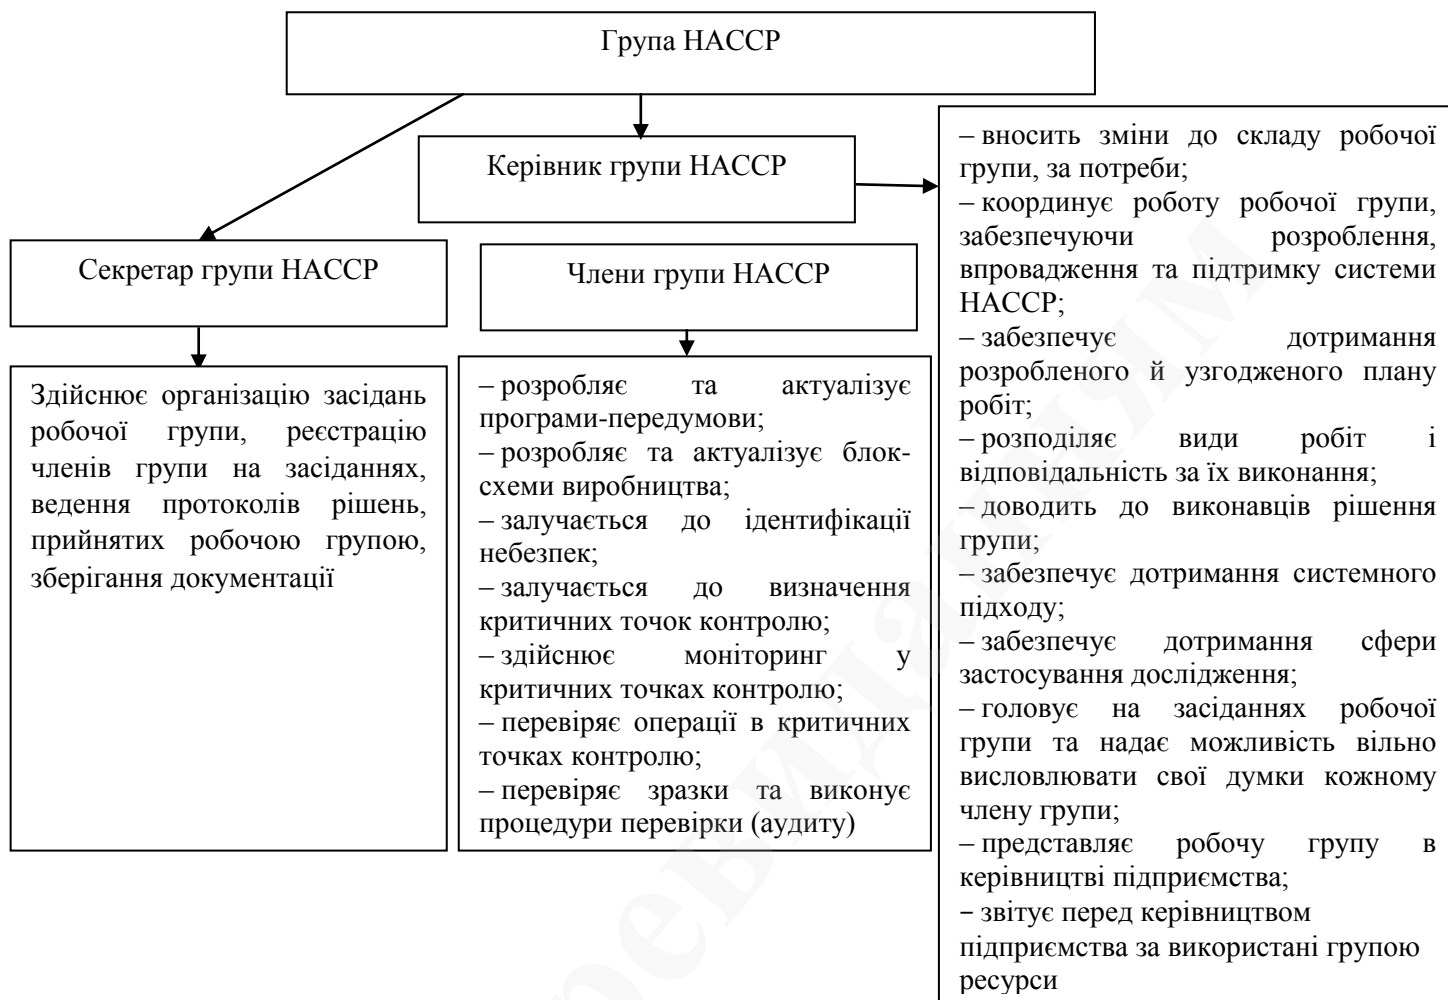 Група НАССР
Керівник групи НАССР
Секретар групи НАССР
Члени групи НАССР
Здійснює організацію засідань
робочої групи, реєстрацію
членів групи на засіданнях,
ведення протоколів рішень,
прийнятих робочою групою,
зберігання документації
– розробляє та актуалізує
програми-передумови;
– розробляє та актуалізує блок-
схеми виробництва;
– залучається до ідентифікації
небезпек;
– залучається до визначення
критичних точок контролю;
– здійснює моніторинг у
критичних точках контролю;
– перевіряє операції в критичних
точках контролю;
– перевіряє зразки та виконує
процедури перевірки (аудиту)
– вносить зміни до складу робочої
групи, за потреби;
– координує роботу робочої групи,
забезпечуючи розроблення,
впровадження та підтримку системи
НАССР;
– забезпечує дотримання
розробленого й узгодженого плану
робіт;
– розподіляє види робіт і
відповідальність за їх виконання;
– доводить до виконавців рішення
групи;
– забезпечує дотримання системного
підходу;
– забезпечує дотримання сфери
застосування дослідження;
– головує на засіданнях робочої
групи та надає можливість вільно
висловлювати свої думки кожному
члену групи;
– представляє робочу групу в
керівництві підприємства;
– звітує перед керівництвом
підприємства за використані групою
ресурси